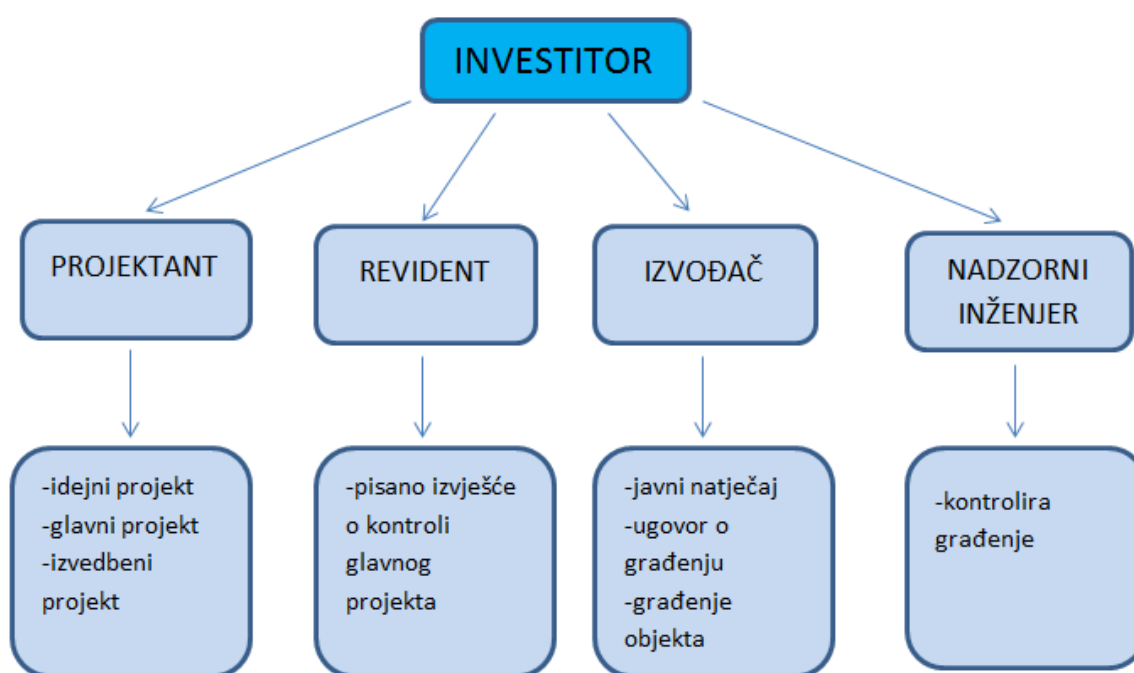 INVESTITOR
PROJEKTANT
REVIDENT
IZVOĐAČ
NADZORNI
INŽENJER
-idejni projekt
-glavni projekt
-izvedbeni
projekt
-pisano izvješće
o kontroli
glavnog
projekta
-javni natječaj
-ugovor o
građenju
-građenje
objekta
-kontrolira
građenje